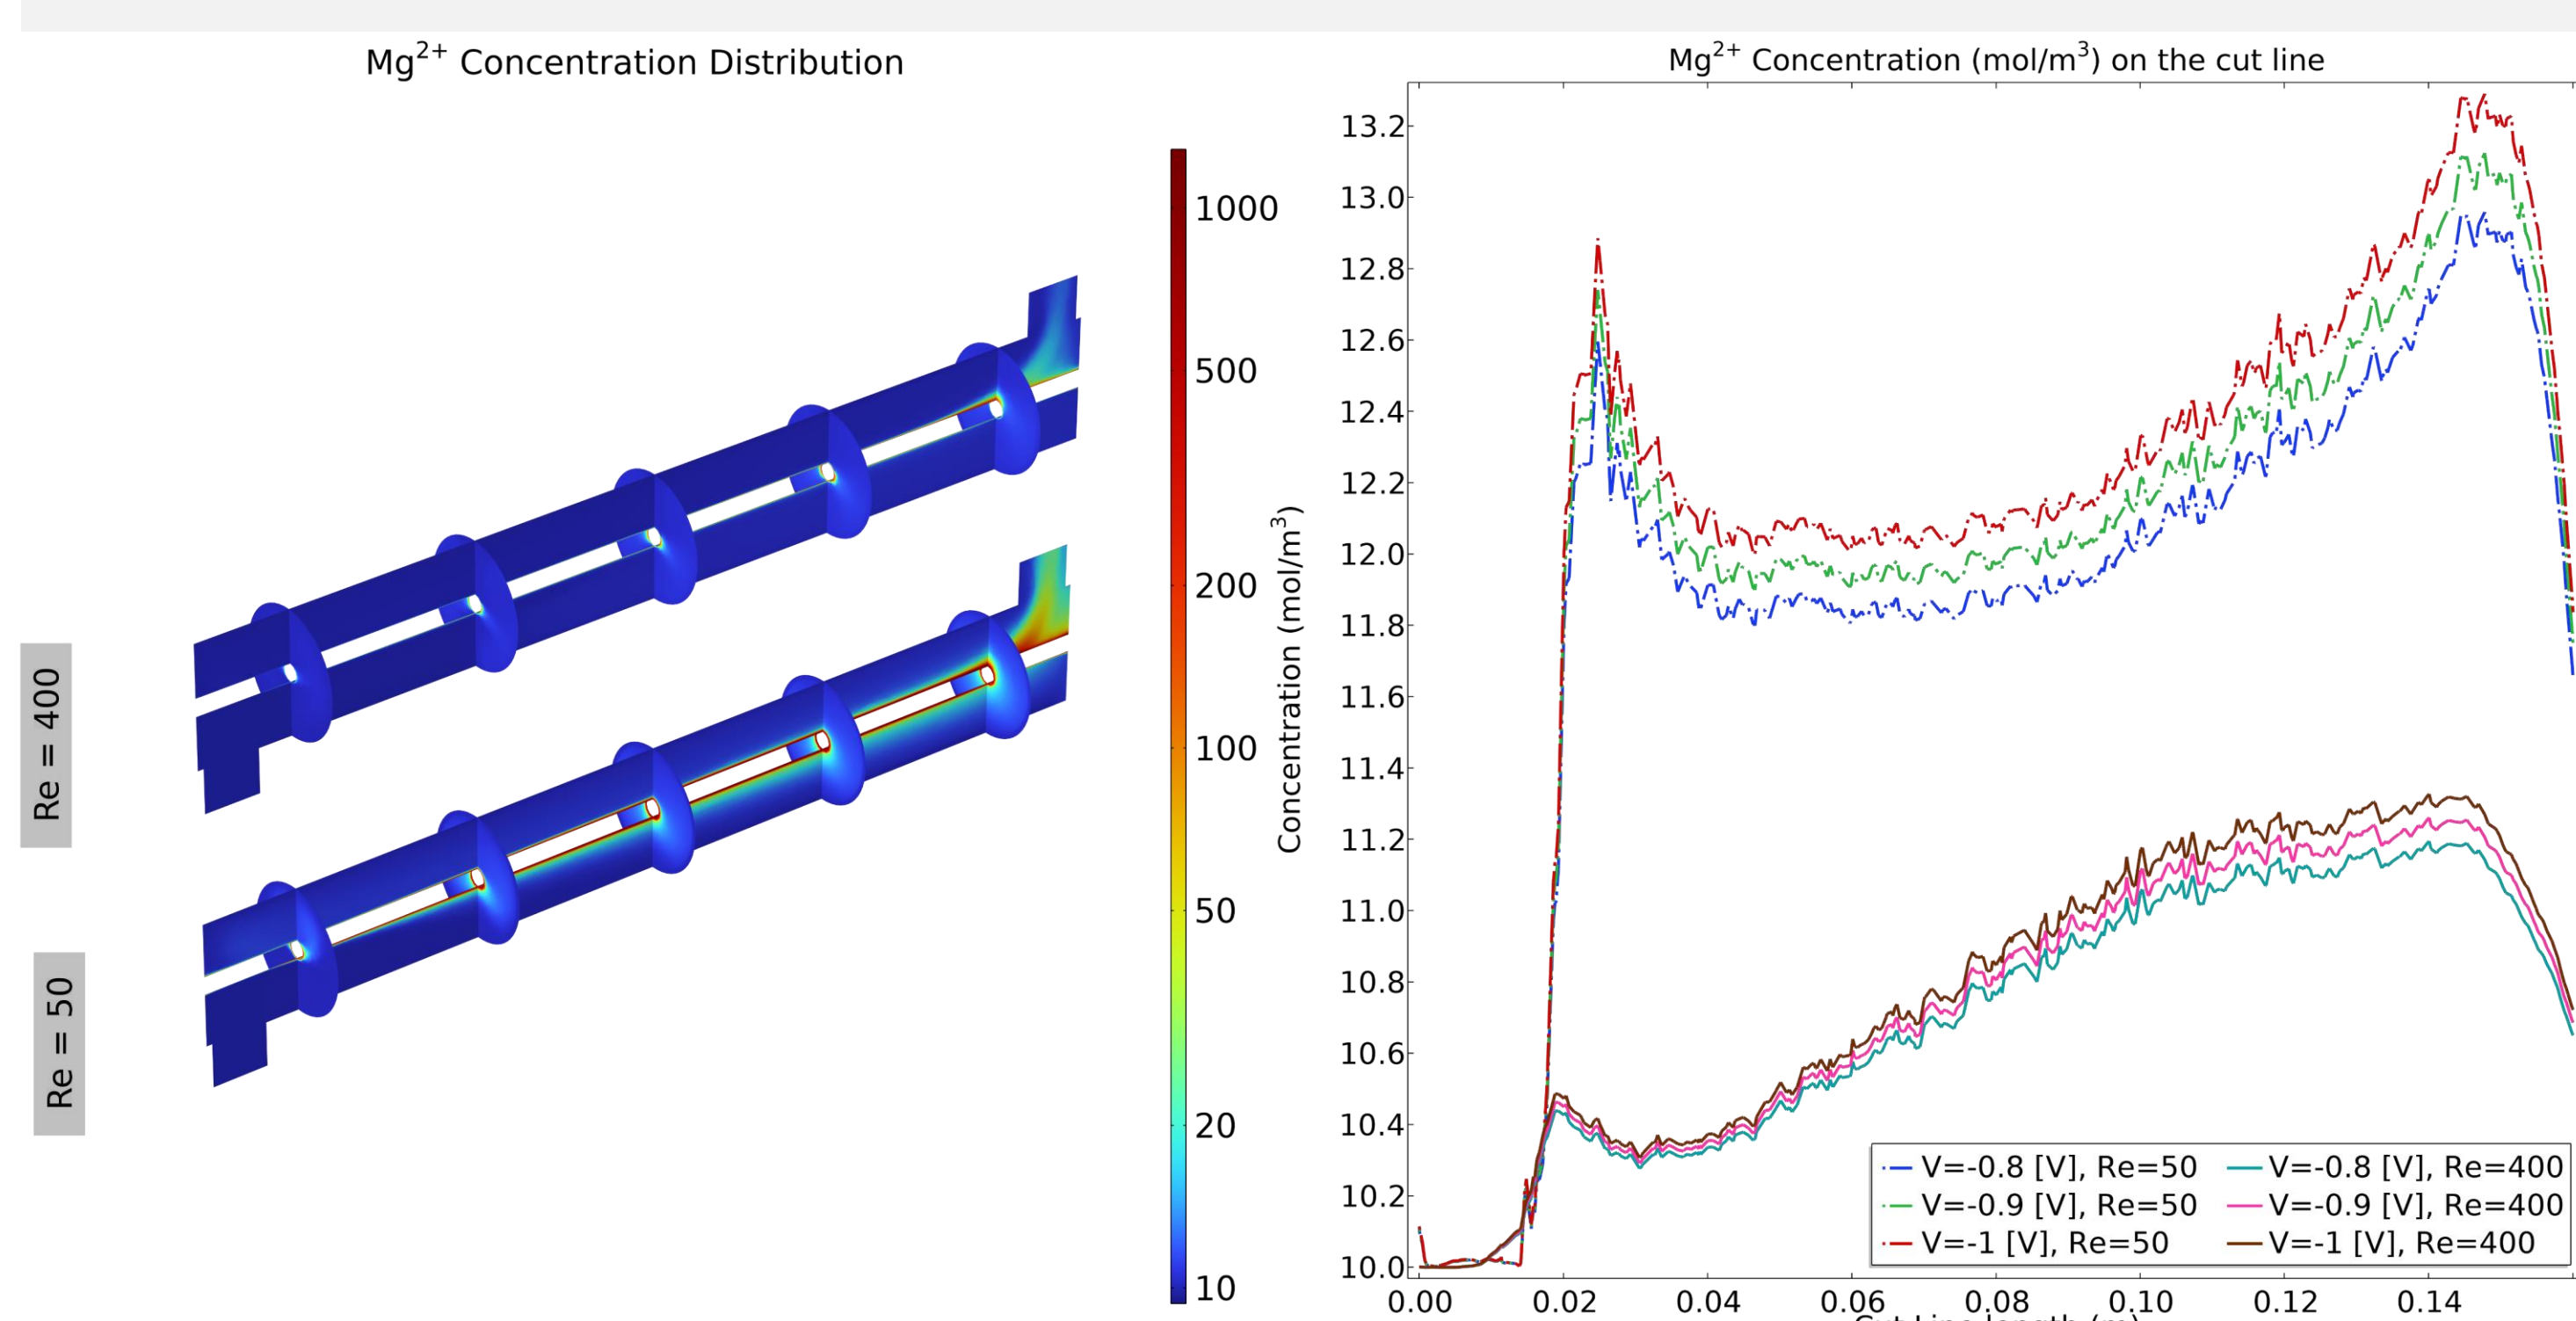 Mg²⁺ Concentration Distribution
Re = 400
Re = 50
1000
500
200
100
50
20
10
Mg²⁺ Concentration (mol/m³) on the cut line
Concentration (mol/m³)
13.2
13.0
12.8
12.6
12.4
12.2
12.0
11.8
11.6
11.4
11.2
11.0
10.8
10.6
10.4
10.2
10.0
0.00 0.02 0.04 0.06 0.08 0.10 0.12 0.14
Cut Line length (m)
V=-0.8 [V], Re=50 V=-0.8 [V], Re=400
V=-0.9 [V], Re=50 V=-0.9 [V], Re=400
V=-1 [V], Re=50 V=-1 [V], Re=400